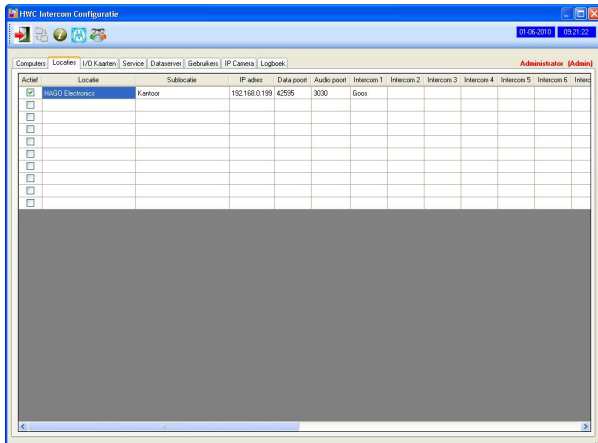 HWC Intercom Configuratie
01-06-2010 09:21:22
Computers Locaties I/O Kaarten Service Dataserver Gebruikers IP Camera Logboek Administrator (Admin)
Actief Locatie Sublocatie IP adres Data poort Audio poort Intercom 1 Intercom 2 Intercom 3 Intercom 4 Intercom 5 Intercom 6 Interc
HAGO Electronics Kantoor 192.168.0.199 42595 3030 Goos